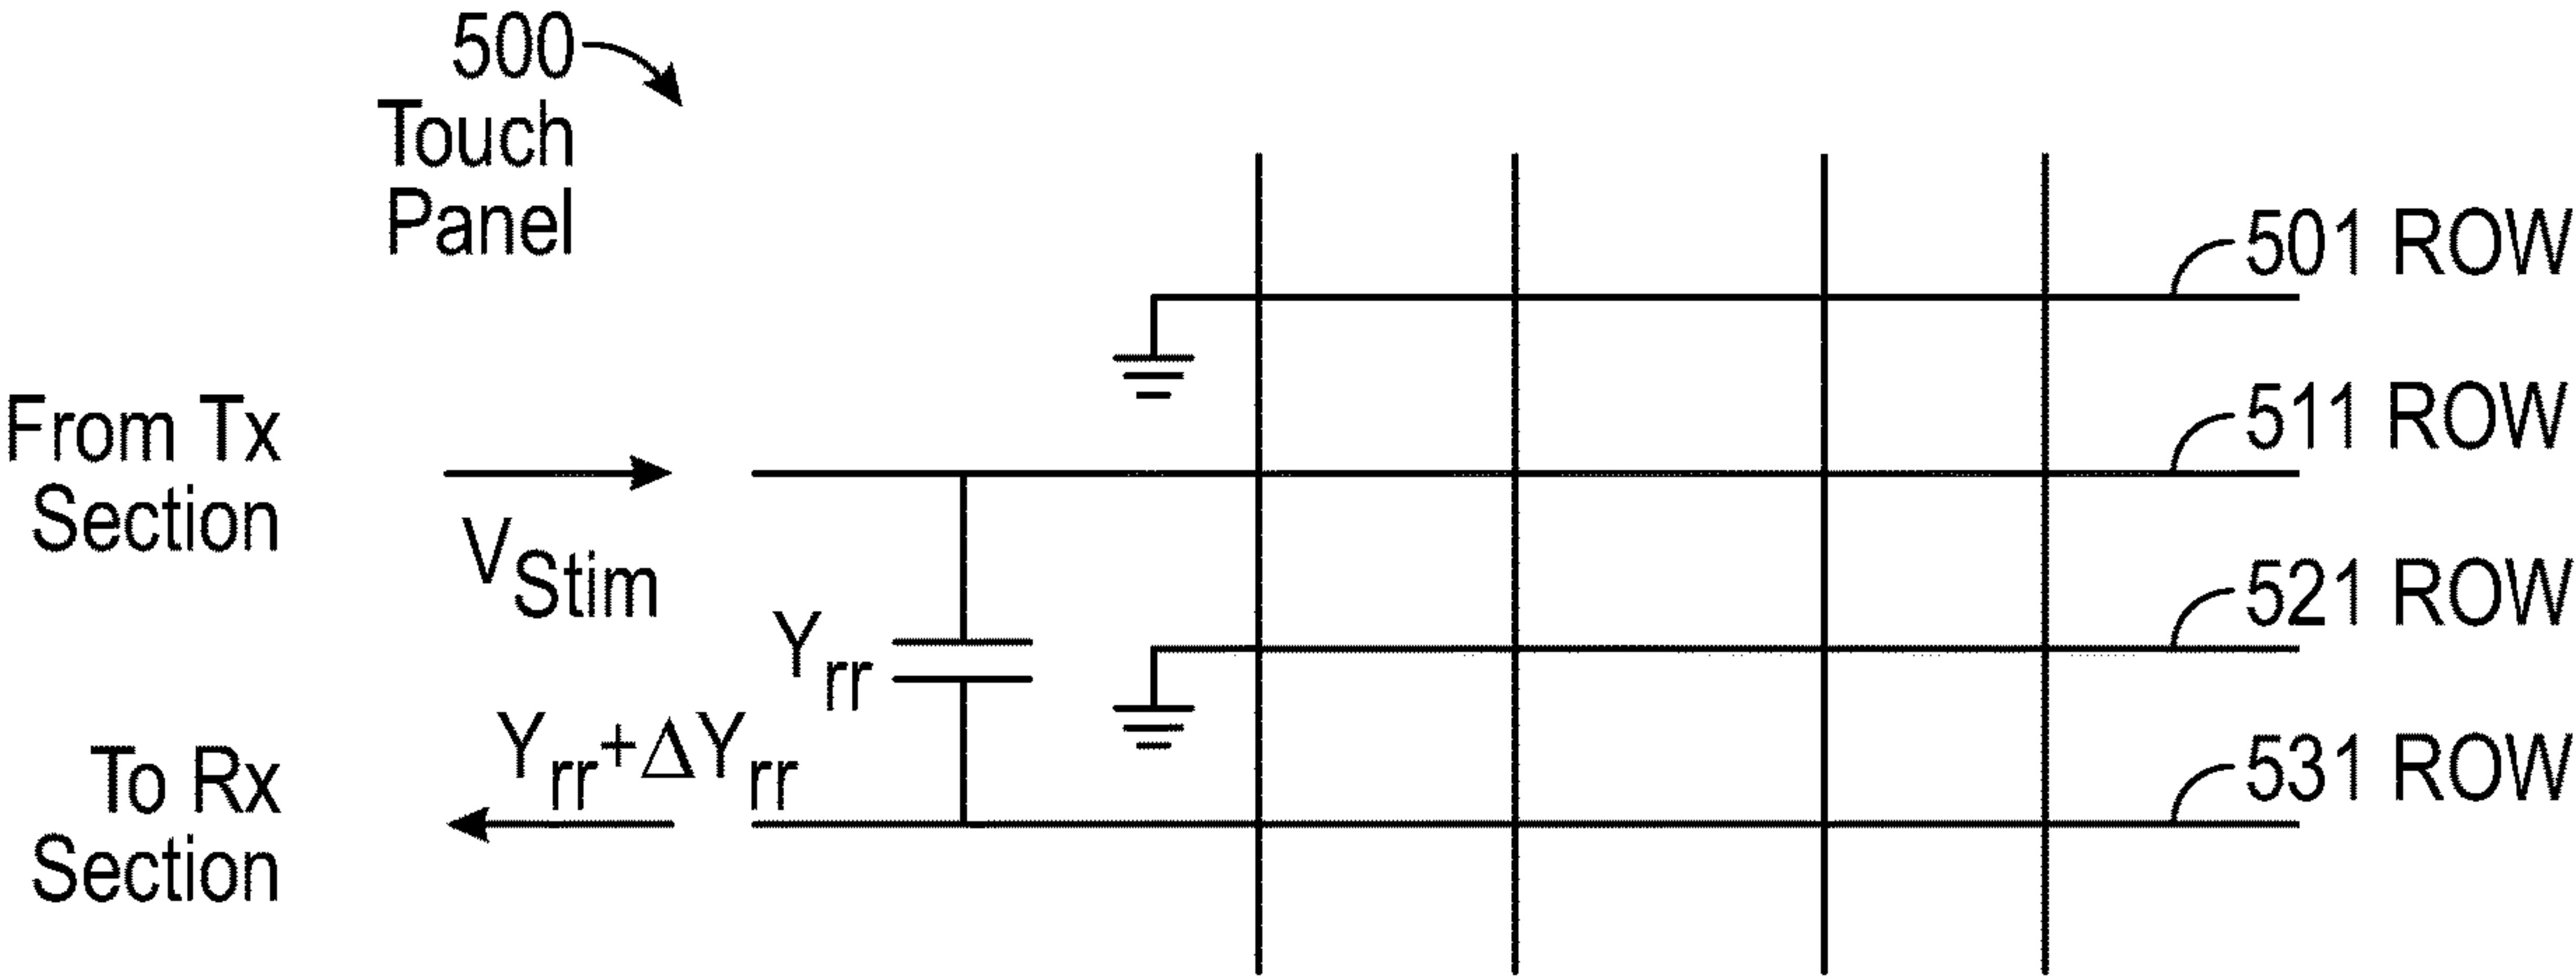 500
Touch
Panel
501 ROW
From Tx
Section
511 ROW
VStim
521 ROW
Yrr
Yrr+ΔYrr
To Rx
Section
531 ROW